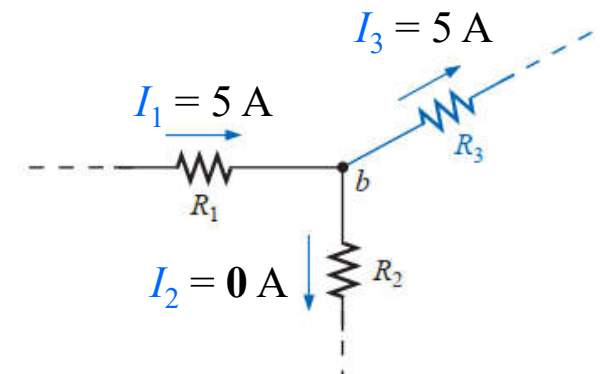 I₃ = 5 A
I₁ = 5 A
R₃
b
R₁
I₂ = 0 A
R₂